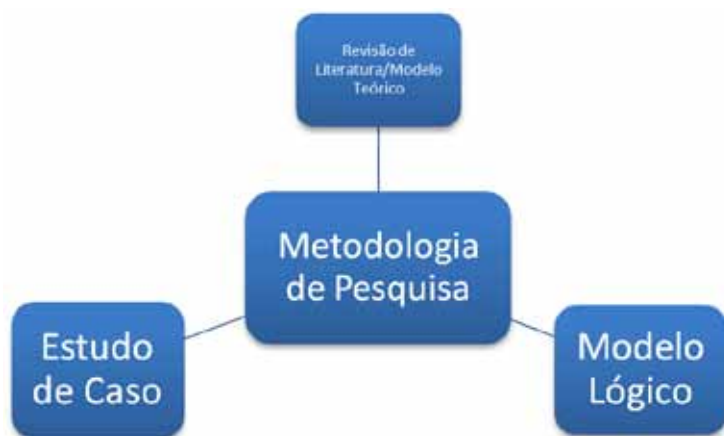 Revisão de
Literatura/Modelo
Teórico
Metodologia
de Pesquisa
Estudo
de Caso
Modelo
Lógico